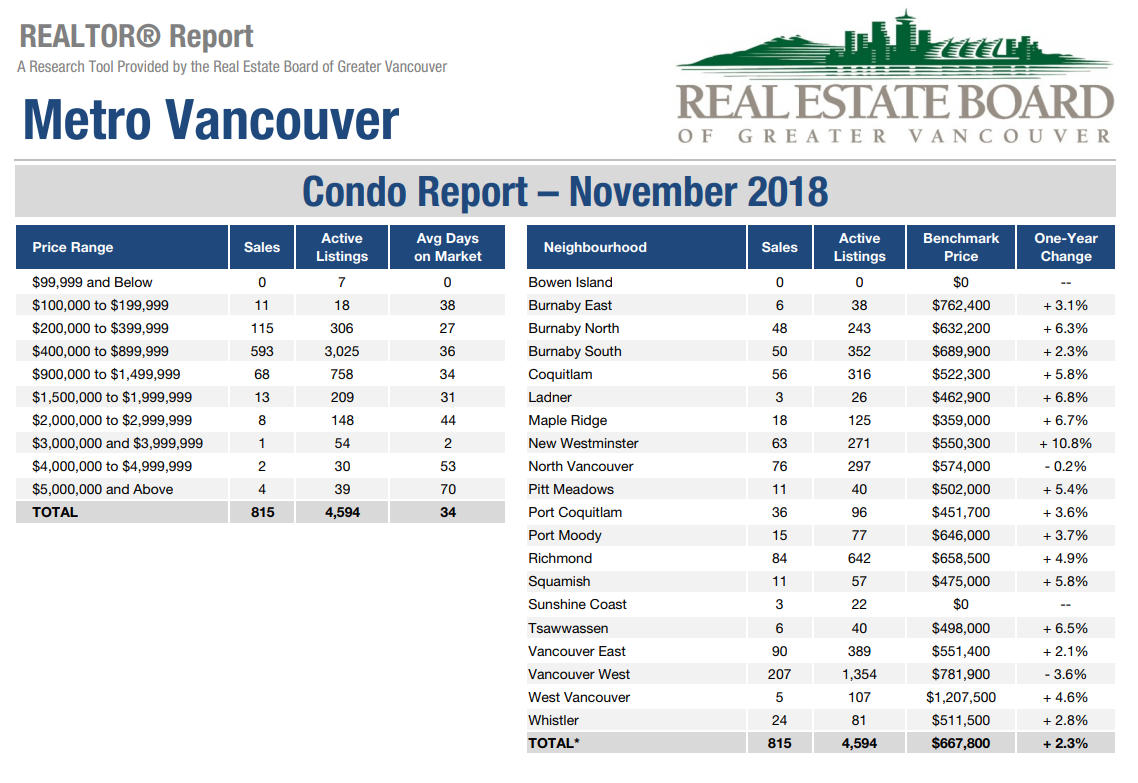 REALTOR® Report
A Research Tool Provided by the Real Estate Board of Greater Vancouver
Metro Vancouver
REAL ESTATE BOARD
OF GREATER VANCOUVER
Condo Report – November 2018
Price Range Sales Active Listings Avg Days on Market
$99,999 and Below 0 7 0
$100,000 to $199,999 11 18 38
$200,000 to $399,999 115 306 27
$400,000 to $899,999 593 3,025 36
$900,000 to $1,499,999 68 758 34
$1,500,000 to $1,999,999 13 209 31
$2,000,000 to $2,999,999 8 148 44
$3,000,000 and $3,999,999 1 54 2
$4,000,000 to $4,999,999 2 30 53
$5,000,000 and Above 4 39 70
TOTAL 815 4,594 34
Neighbourhood Sales Active Listings Benchmark Price One-Year Change
Bowen Island 0 0 $0 --
Burnaby East 6 38 $762,400 + 3.1%
Burnaby North 48 243 $632,200 + 6.3%
Burnaby South 50 352 $689,900 + 2.3%
Coquitlam 56 316 $522,300 + 5.8%
Ladner 3 26 $462,900 + 6.8%
Maple Ridge 18 125 $359,000 + 6.7%
New Westminster 63 271 $550,300 + 10.8%
North Vancouver 76 297 $574,000 - 0.2%
Pitt Meadows 11 40 $502,000 + 5.4%
Port Coquitlam 36 96 $451,700 + 3.6%
Port Moody 15 77 $646,000 + 3.7%
Richmond 84 642 $658,500 + 4.9%
Squamish 11 57 $475,000 + 5.8%
Sunshine Coast 3 22 $0 --
Tsawwassen 6 40 $498,000 + 6.5%
Vancouver East 90 389 $551,400 + 2.1%
Vancouver West 207 1,354 $781,900 - 3.6%
West Vancouver 5 107 $1,207,500 + 4.6%
Whistler 24 81 $511,500 + 2.8%
TOTAL* 815 4,594 $667,800 + 2.3%